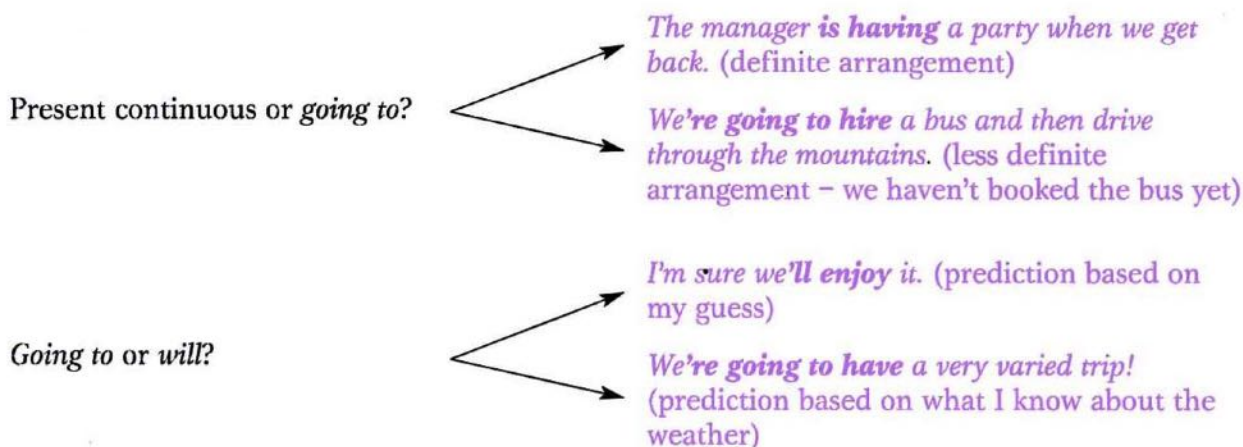 The manager is having a party when we get
back. (definite arrangement)
Present continuous or going to?
We're going to hire a bus and then drive
through the mountains. (less definite
arrangement – we haven't booked the bus yet)
I'm sure we'll enjoy it. (prediction based on
my guess)
Going to or will?
We're going to have a very varied trip!
(prediction based on what I know about the
weather)